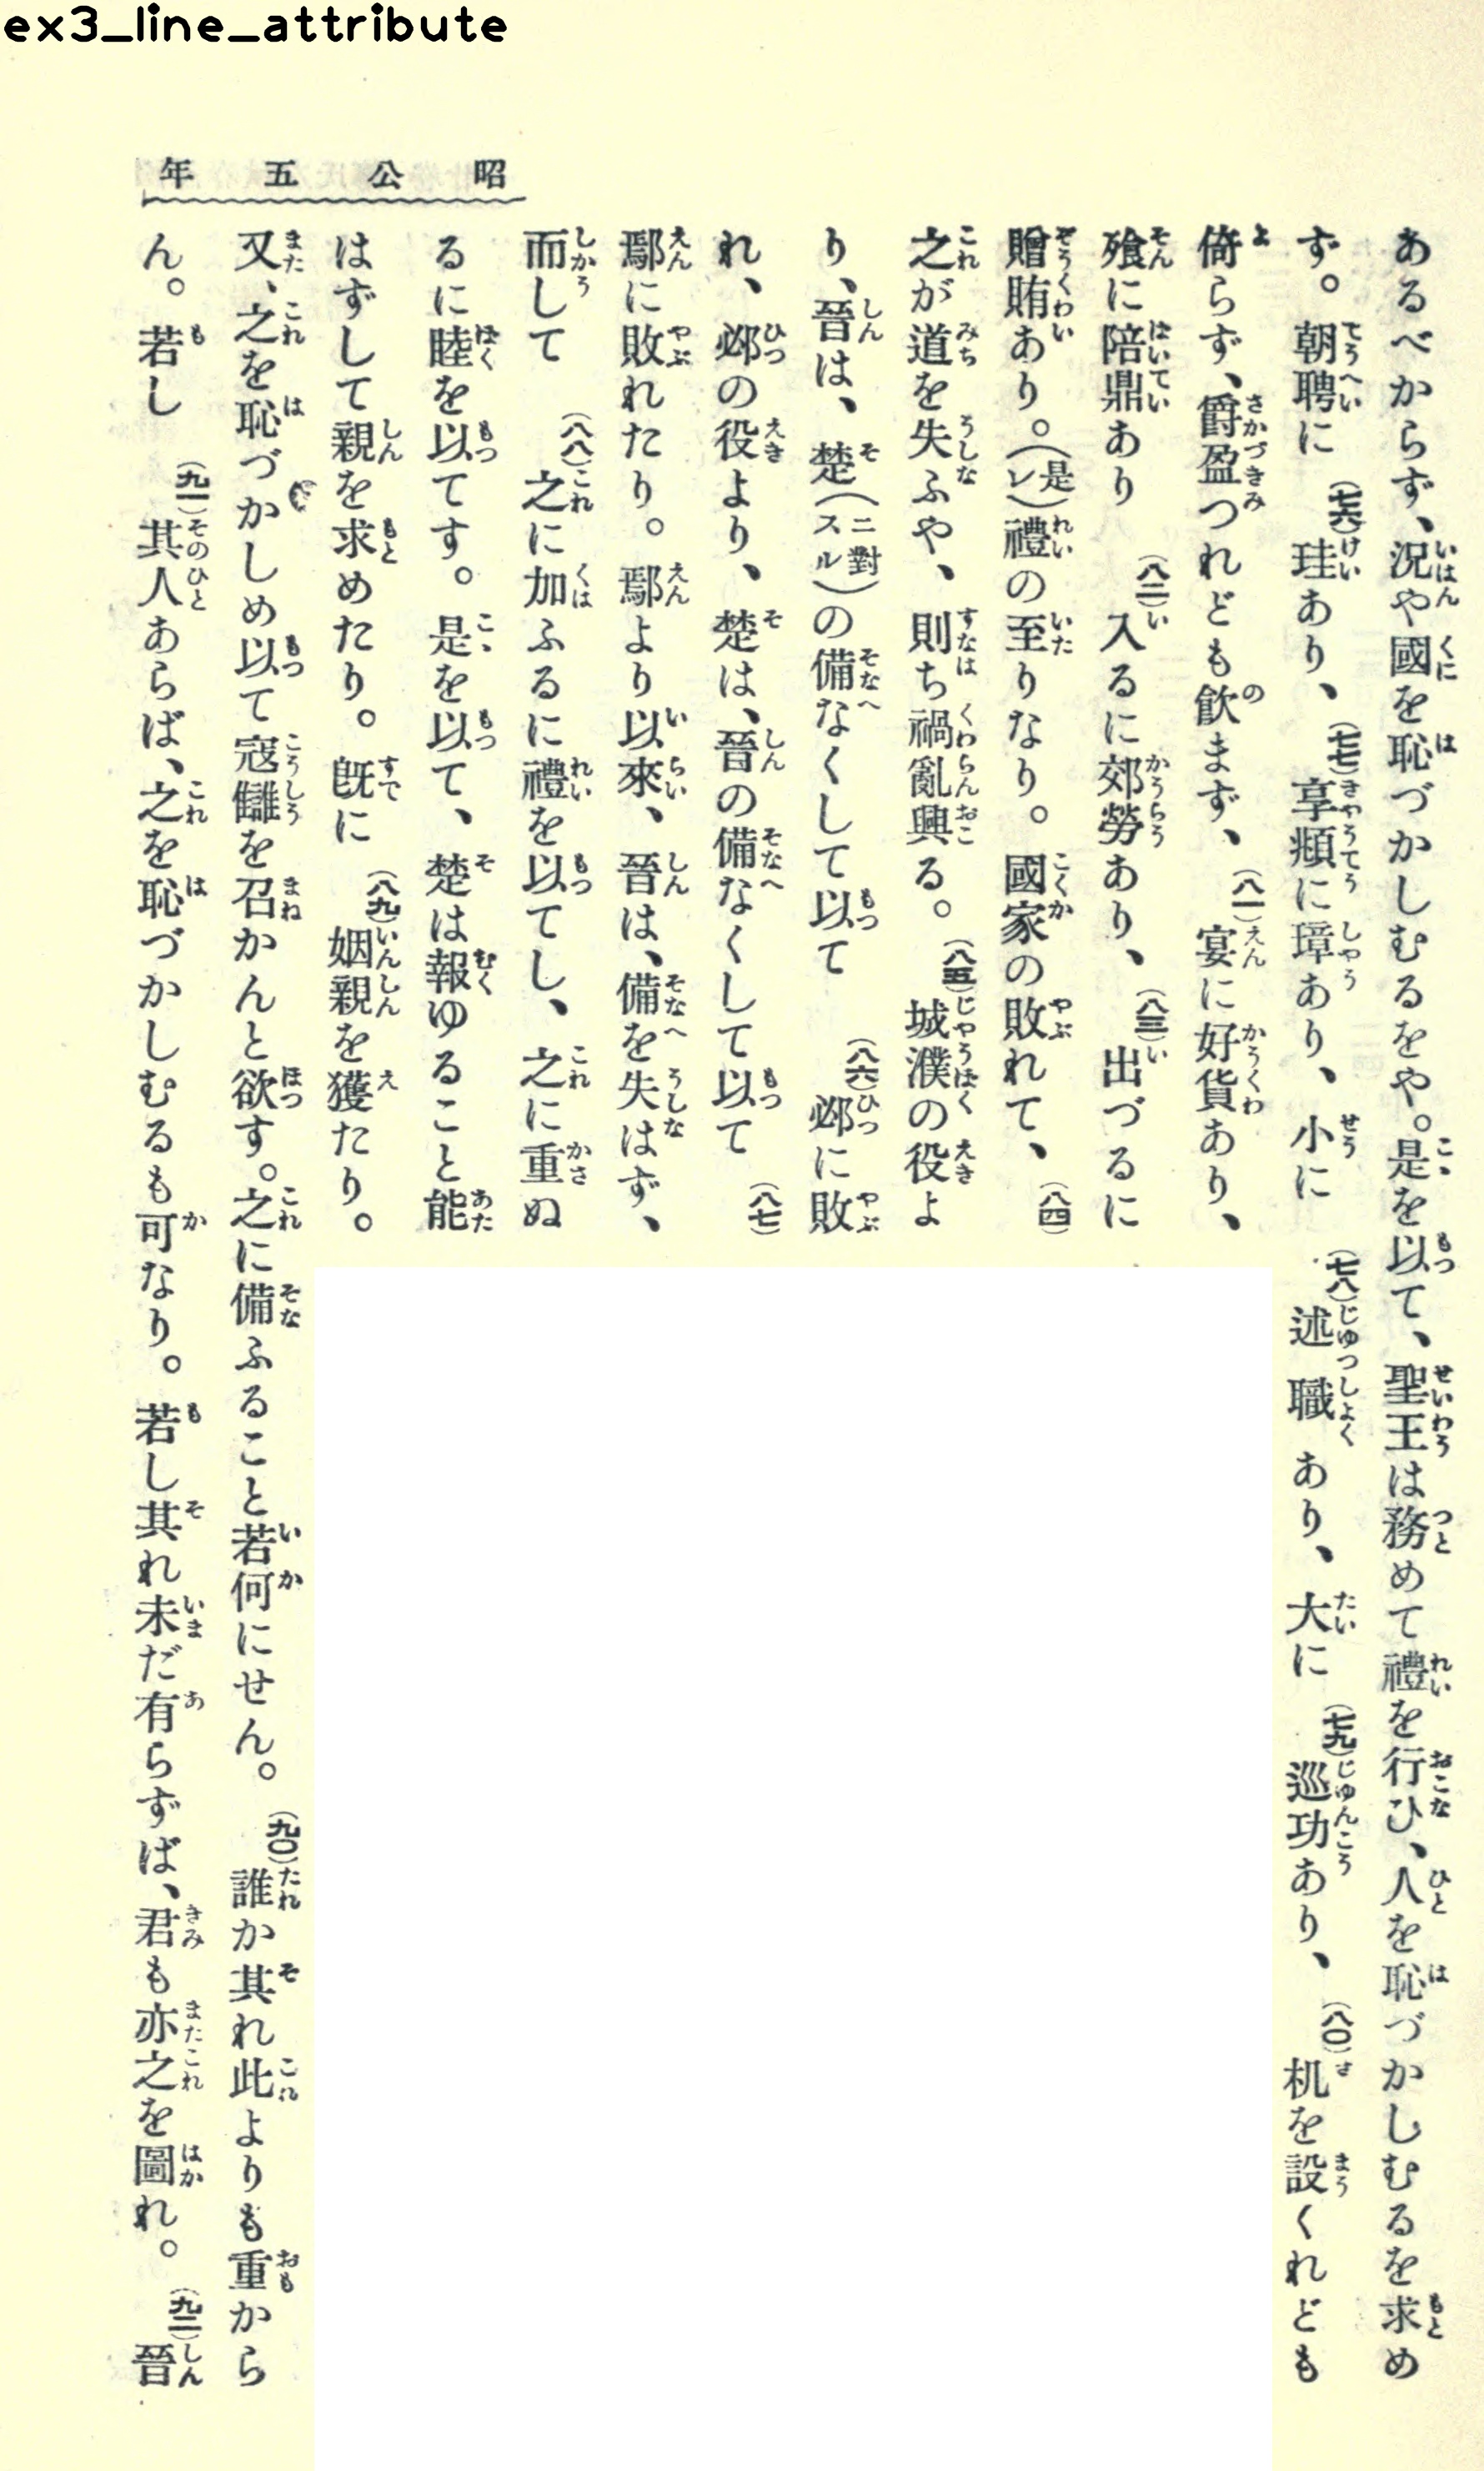 ex3_line_attribute
昭公五年
あるべからず、況や國を恥づかしむるをや。是を以て、聖王は務めて禮を行ひ、人を恥づかしむるを求め
ず。朝聘に(七六)珪あり、(七七)享覜に璋あり、小に(七八)述職あり、大に(七九)巡功あり、(八〇)机を設くれども
倚らず、爵盈つれども飮まず、(八一)宴に好貨あり、
飧に陪鼎あり(八二)入るに郊勞あり、(八三)出づるに
贈賄あり。(是レ)禮の至りなり。國家の敗れて、(八四)
之が道を失ふや、則ち禍亂興る。(八五)城濮の役よ
り、晉は、楚(ニ對スル)の備なくして以て(八六)邲に敗
れ、邲の役より、楚は、晉の備なくして以て(八七)
鄢に敗れたり。鄢より以來、晉は、備を失はず、
而して(八八)之に加ふるに禮を以てし、之に重ぬ
るに睦を以てす。是を以て、楚は報ゆること能
はずして親を求めたり。既に(八九)姻親を獲たり。
又、之を恥づかしめ以て寇讎を召かんと欲す。之に備ふること若何にせん。(九〇)誰か其れ此よりも重から
ん。若し(九一)其人あらば、之を恥づかしむるも可なり。若し其れ未だ有らずば、君も亦之を圖れ。(九二)晉